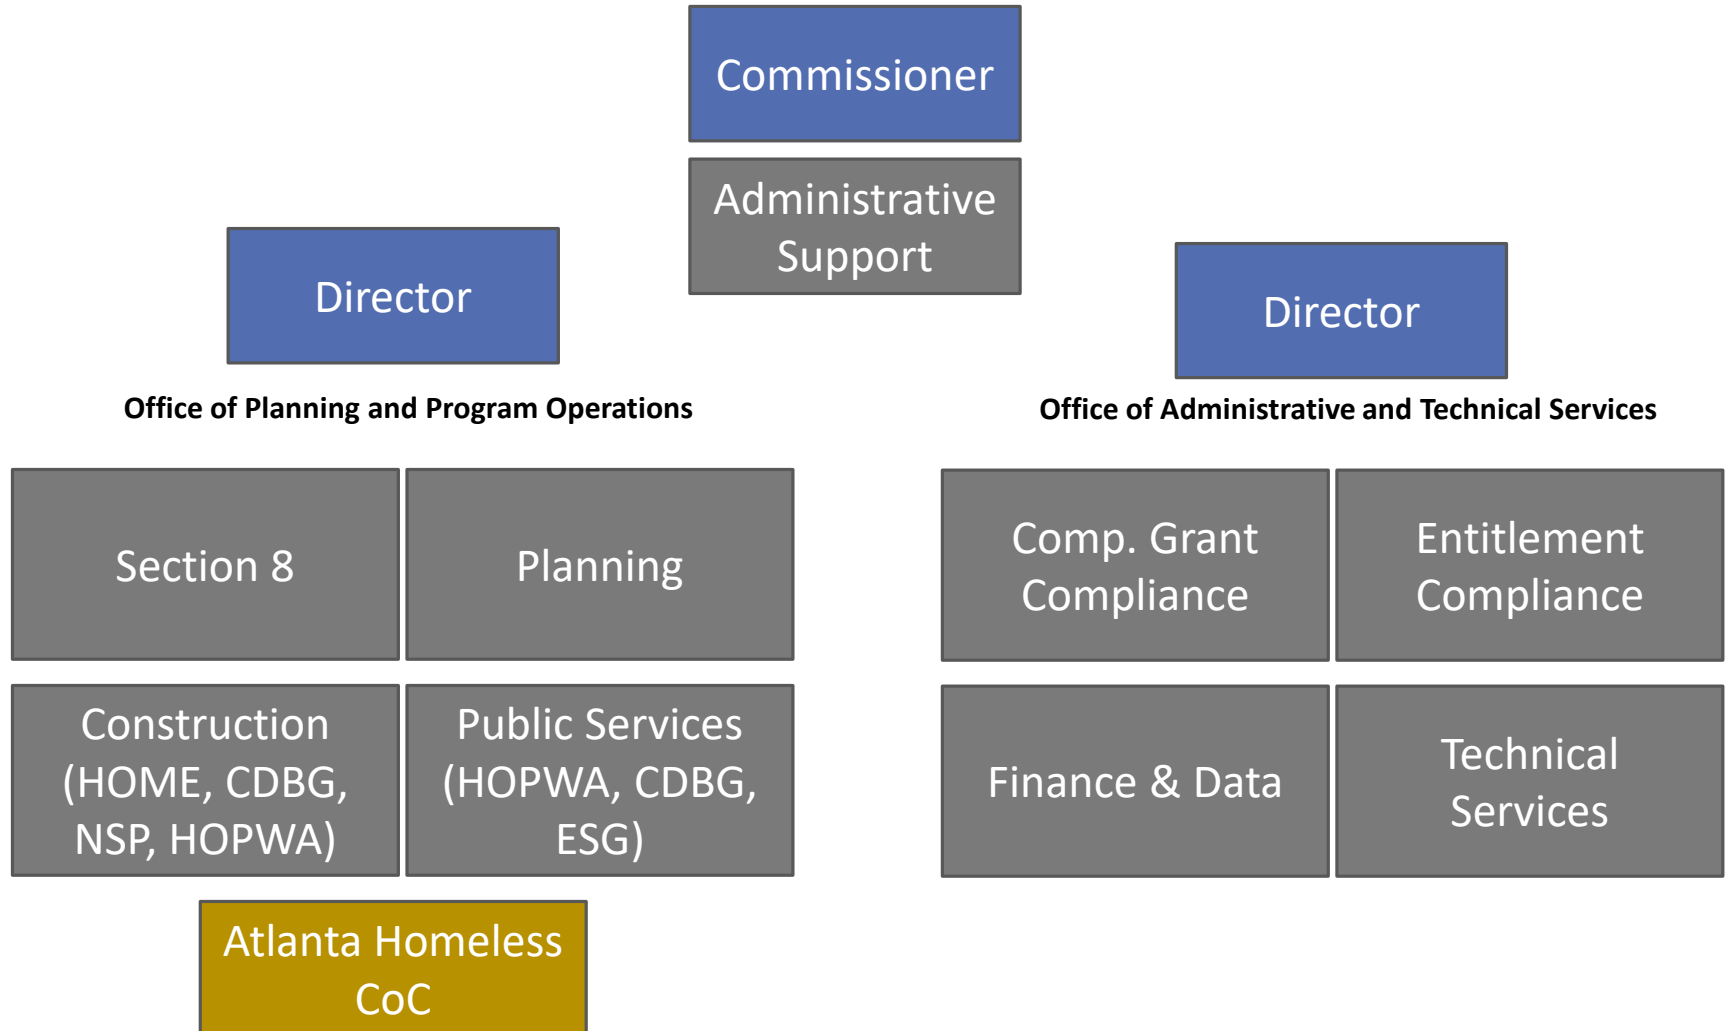 Commissioner
Administrative
Support
Director
Director
Office of Planning and Program Operations
Office of Administrative and Technical Services
Section 8
Planning
Comp. Grant
Compliance
Entitlement
Compliance
Construction
(HOME, CDBG,
NSP, HOPWA)
Public Services
(HOPWA, CDBG,
ESG)
Finance & Data
Technical
Services
Atlanta Homeless
CoC